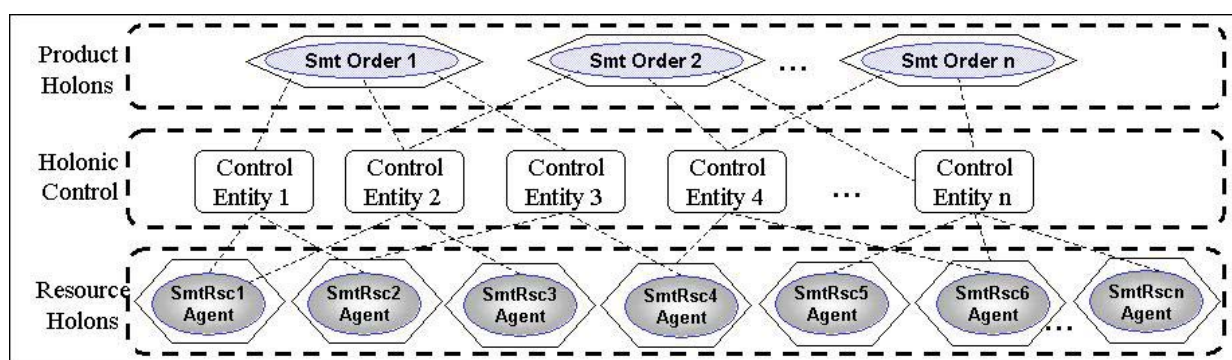 Product
Holons
Smt Order 1
Smt Order 2
...
Smt Order n
Holonic
Control
Control
Entity 1
Control
Entity 2
Control
Entity 3
Control
Entity 4
...
Control
Entity n
Resource
Holons
SmtRsc1
Agent
SmtRsc2
Agent
SmtRsc3
Agent
SmtRsc4
Agent
SmtRsc5
Agent
SmtRsc6
Agent
...
SmtRscn
Agent